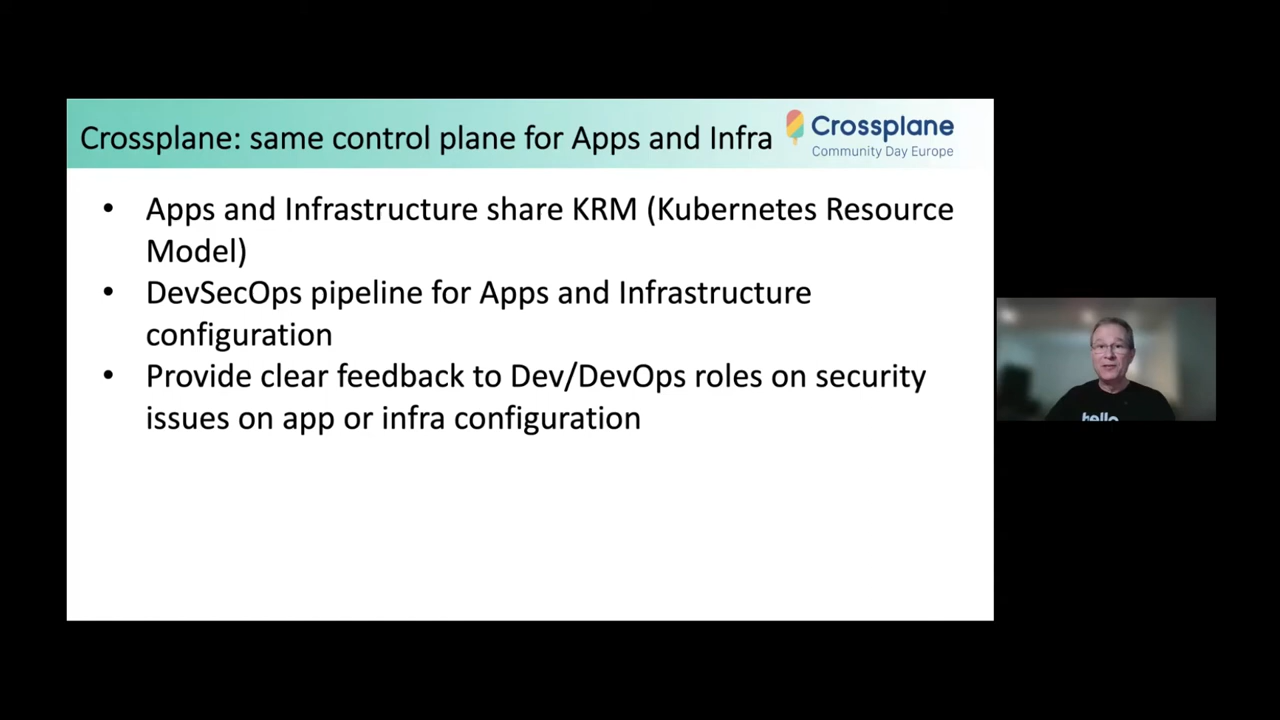 Crossplane: same control plane for Apps and Infra
Crossplane
Community Day Europe
• Apps and Infrastructure share KRM (Kubernetes Resource
Model)
• DevSecOps pipeline for Apps and Infrastructure
configuration
• Provide clear feedback to Dev/DevOps roles on security
issues on app or infra configuration
hello